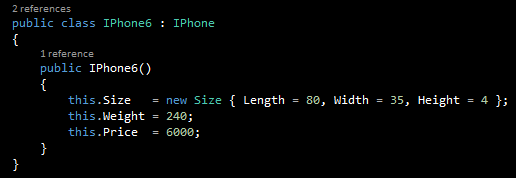 2 references
public class IPhone6 : IPhone
{
1 reference
public IPhone6()
{
this.Size   = new Size { Length = 80, Width = 35, Height = 4 };
this.Weight = 240;
this.Price  = 6000;
}
}